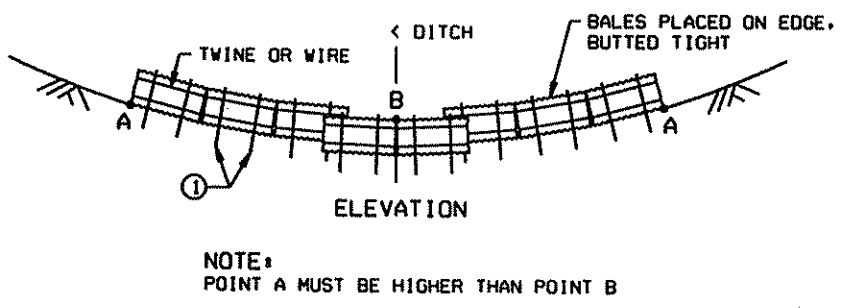 < DITCH
TWINE OR WIRE
BALES PLACED ON EDGE,
BUTTED TIGHT
B
A
A
1
ELEVATION
NOTE:
POINT A MUST BE HIGHER THAN POINT B